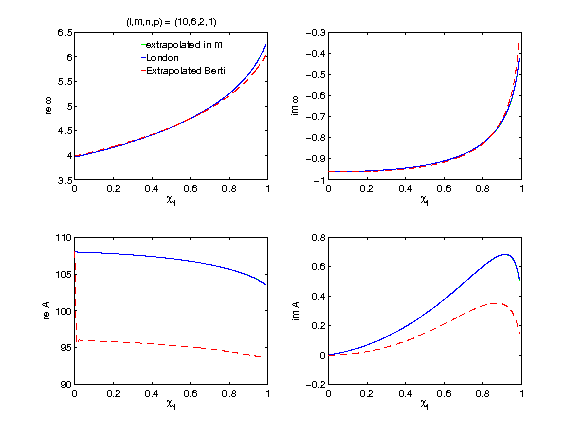 (l,m,n,p) = (10,6,2,1)
6.5
6
5.5
5
4.5
4
3.5
re ω
0 0.2 0.4 0.6 0.8 1
χf
extrapolated in m
London
Extrapolated Berti
−0.3
−0.4
−0.5
−0.6
−0.7
−0.8
−0.9
−1
im ω
0 0.2 0.4 0.6 0.8 1
χf
110
105
100
95
90
re A
0 0.2 0.4 0.6 0.8 1
χf
0.8
0.6
0.4
0.2
0
−0.2
im A
0 0.2 0.4 0.6 0.8 1
χf